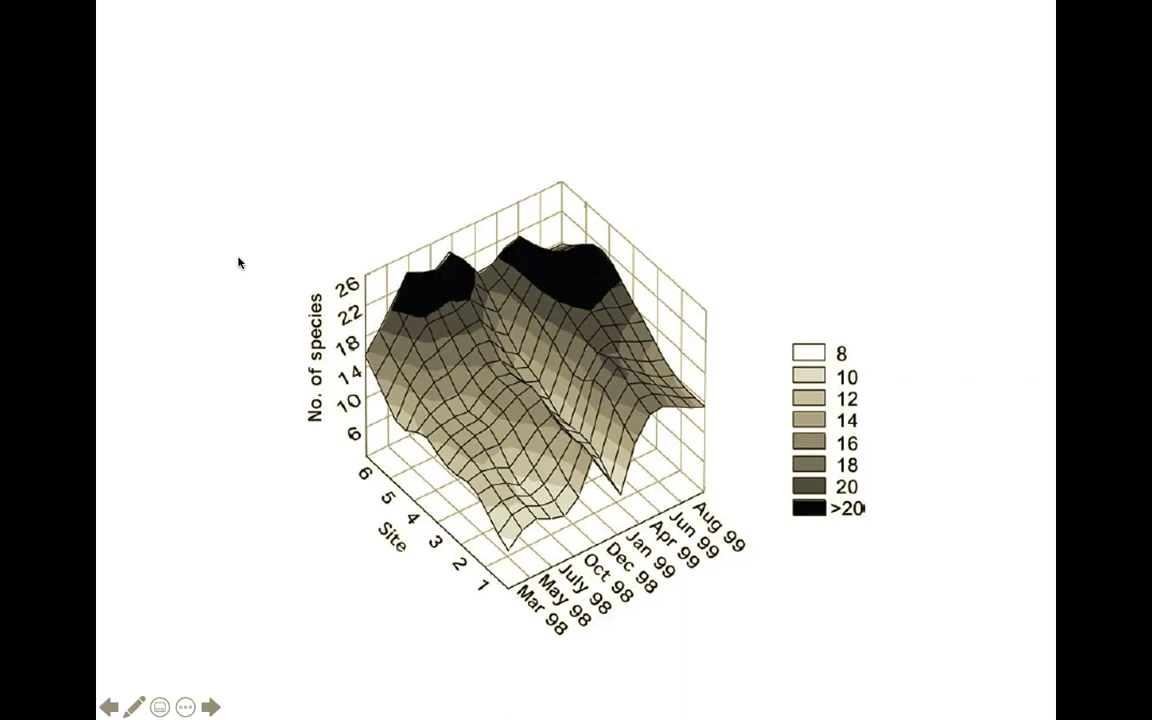 No. of species
26
22
18
14
10
6
6
5
4
3
2
1
Site
Mar 98
May 98
July 98
Oct 98
Dec 98
Jan 99
Apr 99
Jun 99
Aug 99
8
10
12
14
16
18
20
>20